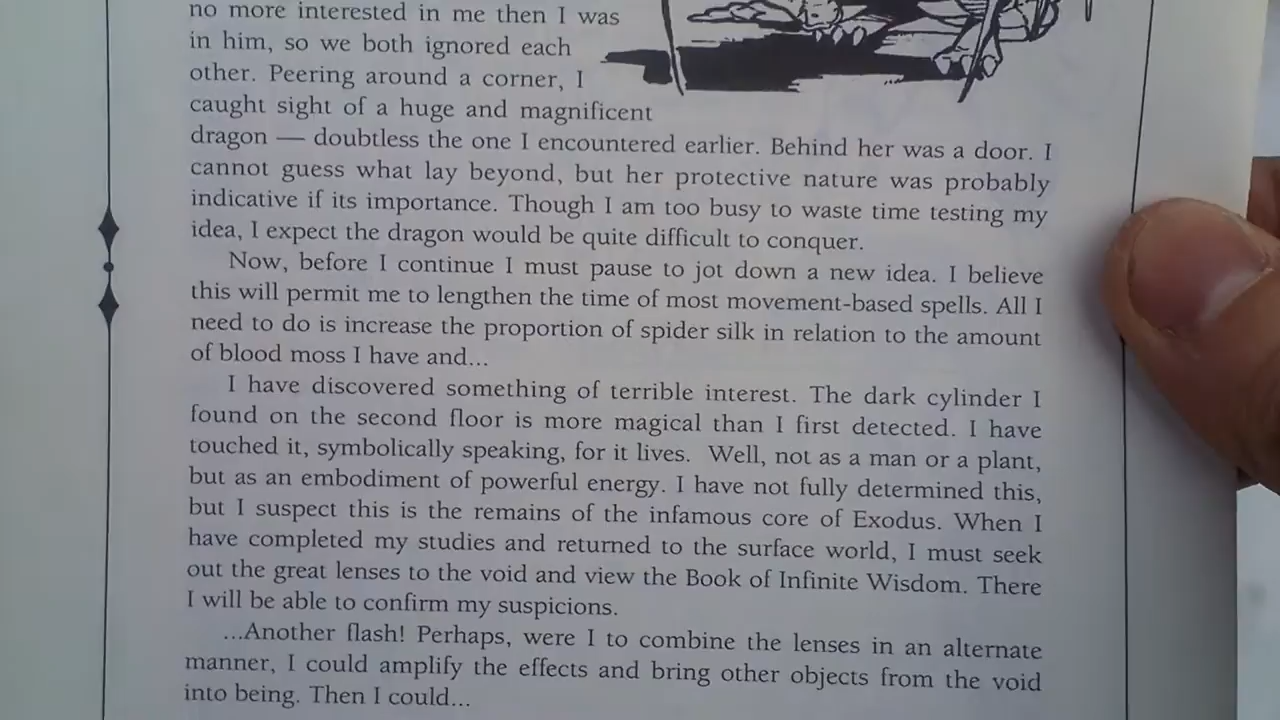 no more interested in me then I was
in him, so we both ignored each
other. Peering around a corner, I
caught sight of a huge and magnificent
dragon — doubtless the one I encountered earlier. Behind her was a door. I
cannot guess what lay beyond, but her protective nature was probably
indicative if its importance. Though I am too busy to waste time testing my
idea, I expect the dragon would be quite difficult to conquer.
Now, before I continue I must pause to jot down a new idea. I believe
this will permit me to lengthen the time of most movement-based spells. All I
need to do is increase the proportion of spider silk in relation to the amount
of blood moss I have and...
I have discovered something of terrible interest. The dark cylinder I
found on the second floor is more magical than I first detected. I have
touched it, symbolically speaking, for it lives. Well, not as a man or a plant,
but as an embodiment of powerful energy. I have not fully determined this,
but I suspect this is the remains of the infamous core of Exodus. When I
have completed my studies and returned to the surface world, I must seek
out the great lenses to the void and view the Book of Infinite Wisdom. There
I will be able to confirm my suspicions.
...Another flash! Perhaps, were I to combine the lenses in an alternate
manner, I could amplify the effects and bring other objects from the void
into being. Then I could...